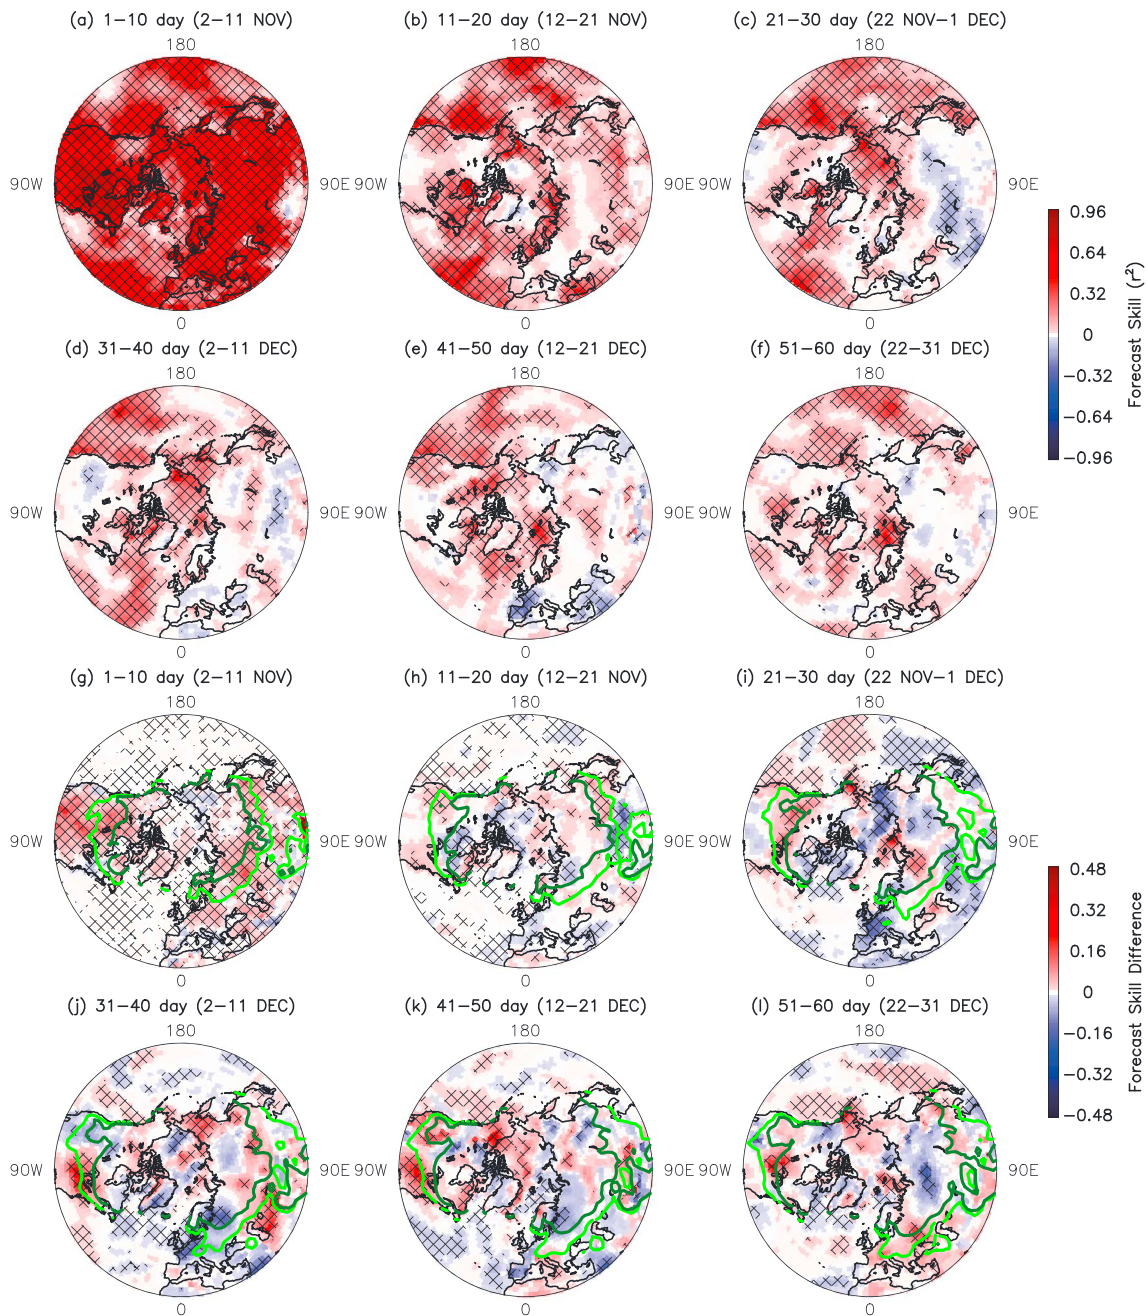 (a) 1−10 day (2−11 NOV)
(b) 11−20 day (12−21 NOV)
(c) 21−30 day (22 NOV−1 DEC)
180
180
180
90W
90E
90W
90E
90W
90E
0
0
0
0.96
0.64
0.32
0
−0.32
−0.64
−0.96
Forecast Skill (r²)
(d) 31−40 day (2−11 DEC)
(e) 41−50 day (12−21 DEC)
(f) 51−60 day (22−31 DEC)
180
180
180
90W
90E
90W
90E
90W
90E
0
0
0
(g) 1−10 day (2−11 NOV)
(h) 11−20 day (12−21 NOV)
(i) 21−30 day (22 NOV−1 DEC)
180
180
180
90W
90E
90W
90E
90W
90E
0
0
0
0.48
0.32
0.16
0
−0.16
−0.32
−0.48
Forecast Skill Difference
(j) 31−40 day (2−11 DEC)
(k) 41−50 day (12−21 DEC)
(l) 51−60 day (22−31 DEC)
180
180
180
90W
90E
90W
90E
90W
90E
0
0
0